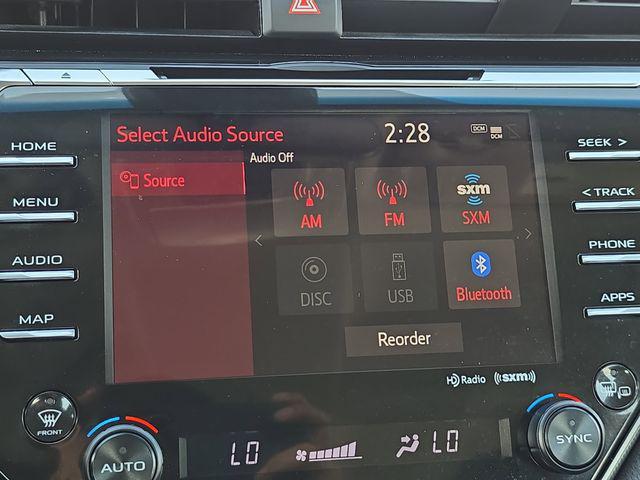 Select Audio Source
2:28
DCM
DCM
Audio Off
Source
AM
FM
sxm
SXM
DISC
USB
Bluetooth
Reorder
HD Radio
((sxm))
HOME
MENU
AUDIO
MAP
SEEK >
< TRACK
PHONE
APPS
FRONT
AUTO
LO
LO
SYNC